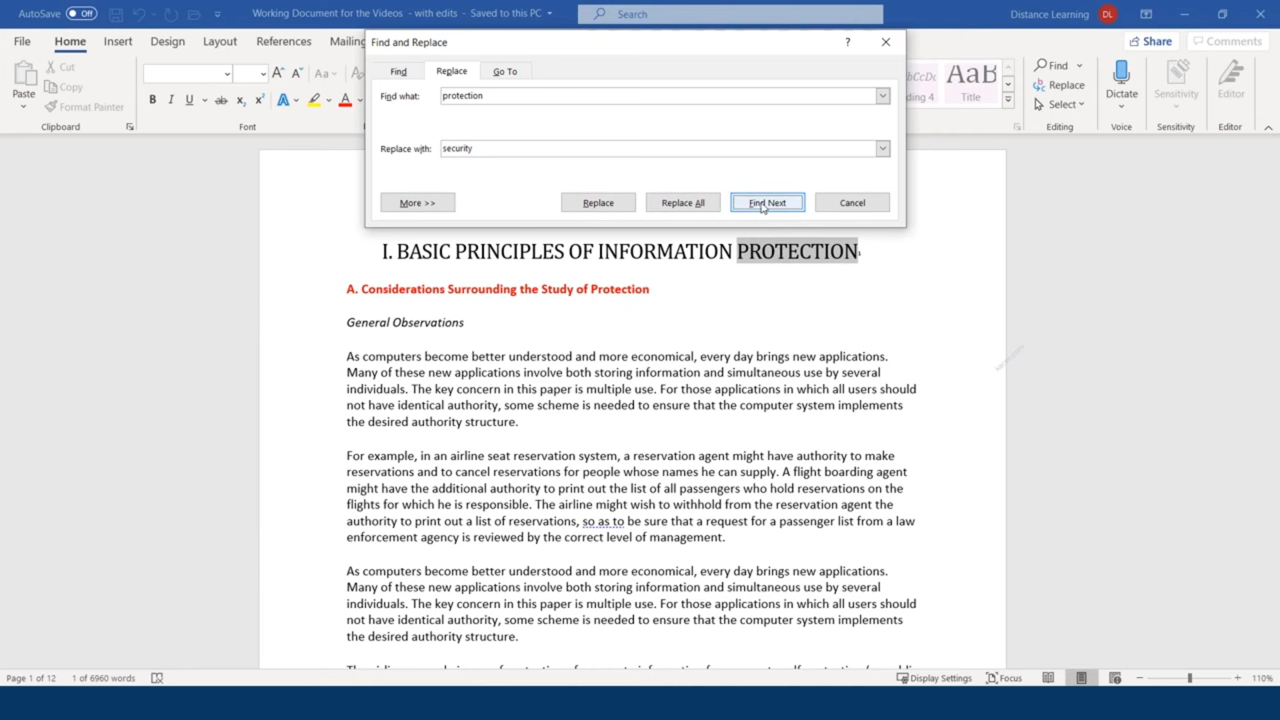 AutoSave Off Working Document for the Videos - with edits - Saved to this PC Search Distance Learning DL
File Home Insert Design Layout References Mailing Share Comments
Find and Replace
Find Replace Go To
Find what: protection
Replace with: security
More >> Replace Replace All Find Next Cancel
Paste
Cut
Copy
Format Painter
Clipboard
B I U ab x₂ x² A A
Aa
Font
ding 4
AaB
Title
Find
Replace
Select
Editing
Dictate
Voice
Sensitivity
Sensitivity
Editor
Editor
I. BASIC PRINCIPLES OF INFORMATION PROTECTION
A. Considerations Surrounding the Study of Protection
General Observations
As computers become better understood and more economical, every day brings new applications.
Many of these new applications involve both storing information and simultaneous use by several
individuals. The key concern in this paper is multiple use. For those applications in which all users should
not have identical authority, some scheme is needed to ensure that the computer system implements
the desired authority structure.
For example, in an airline seat reservation system, a reservation agent might have authority to make
reservations and to cancel reservations for people whose names he can supply. A flight boarding agent
might have the additional authority to print out the list of all passengers who hold reservations on the
flights for which he is responsible. The airline might wish to withhold from the reservation agent the
authority to print out a list of reservations, so as to be sure that a request for a passenger list from a law
enforcement agency is reviewed by the correct level of management.
As computers become better understood and more economical, every day brings new applications.
Many of these new applications involve both storing information and simultaneous use by several
individuals. The key concern in this paper is multiple use. For those applications in which all users should
not have identical authority, some scheme is needed to ensure that the computer system implements
the desired authority structure.
Page 1 of 12 1 of 6960 words Display Settings Focus 110%